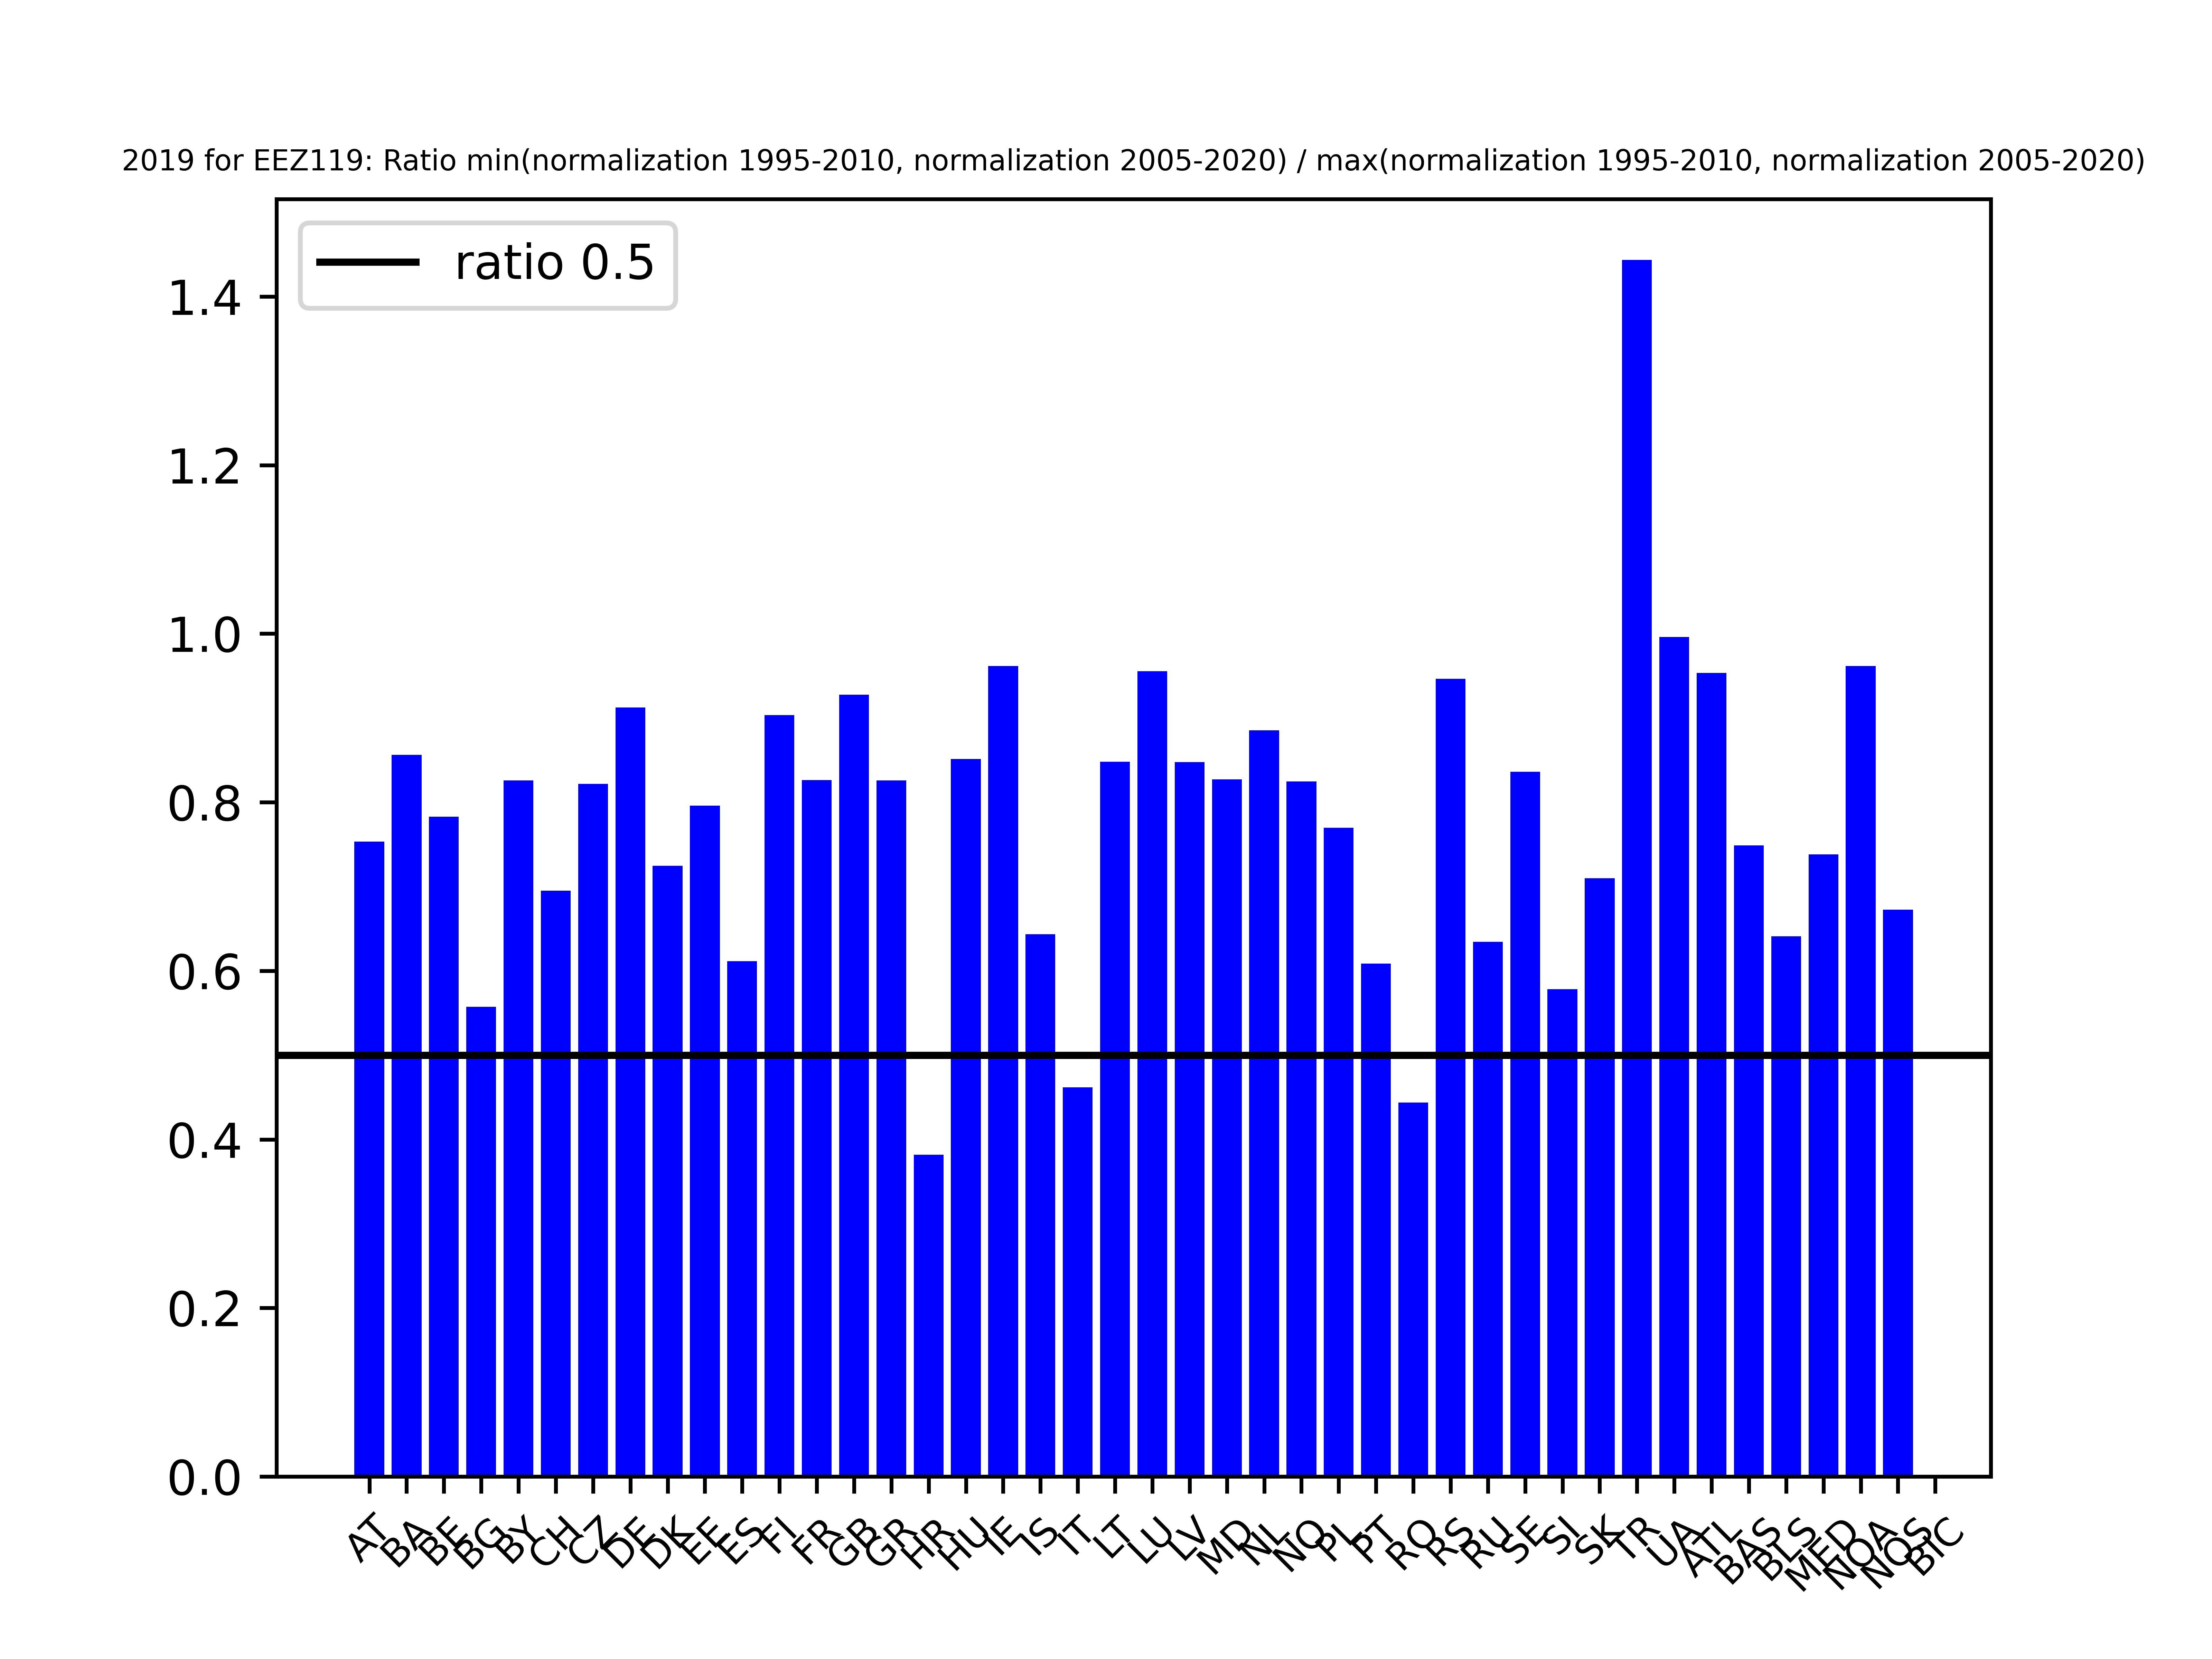 2019 for EEZ119: Ratio min(normalization 1995-2010, normalization 2005-2020) / max(normalization 1995-2010, normalization 2005-2020)
ratio 0.5
1.4
1.2
1.0
0.8
0.6
0.4
0.2
0.0
AT BA BE BG BY CH CZ DE DK EE ES FI FR GB GR HR HU IE IS IT LT LU LV MD NL NO PL PT RO RS RU SE SI SK TR UA ATL BAS BLS MED NOA NOS BIC